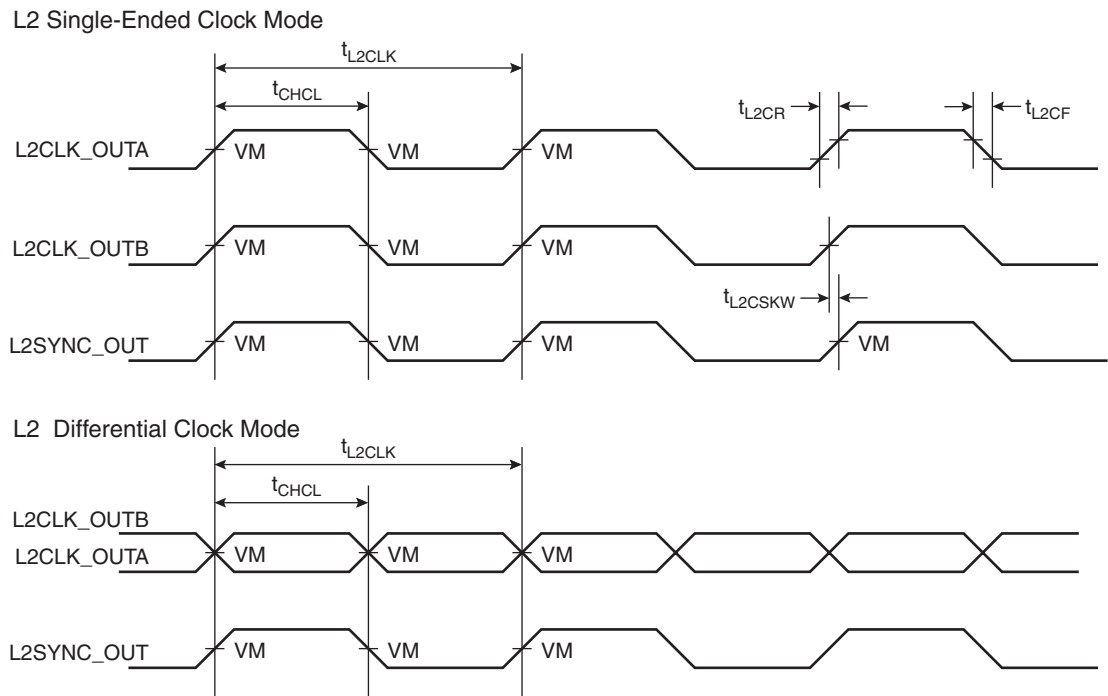 L2 Single-Ended Clock Mode
tL2CLK
tCHCL
tL2CR
tL2CF
L2CLK_OUTA
VM
VM
VM
L2CLK_OUTB
VM
VM
VM
tL2CSKW
L2SYNC_OUT
VM
VM
VM
VM
L2 Differential Clock Mode
tL2CLK
tCHCL
L2CLK_OUTB
L2CLK_OUTA
VM
VM
VM
L2SYNC_OUT
VM
VM
VM